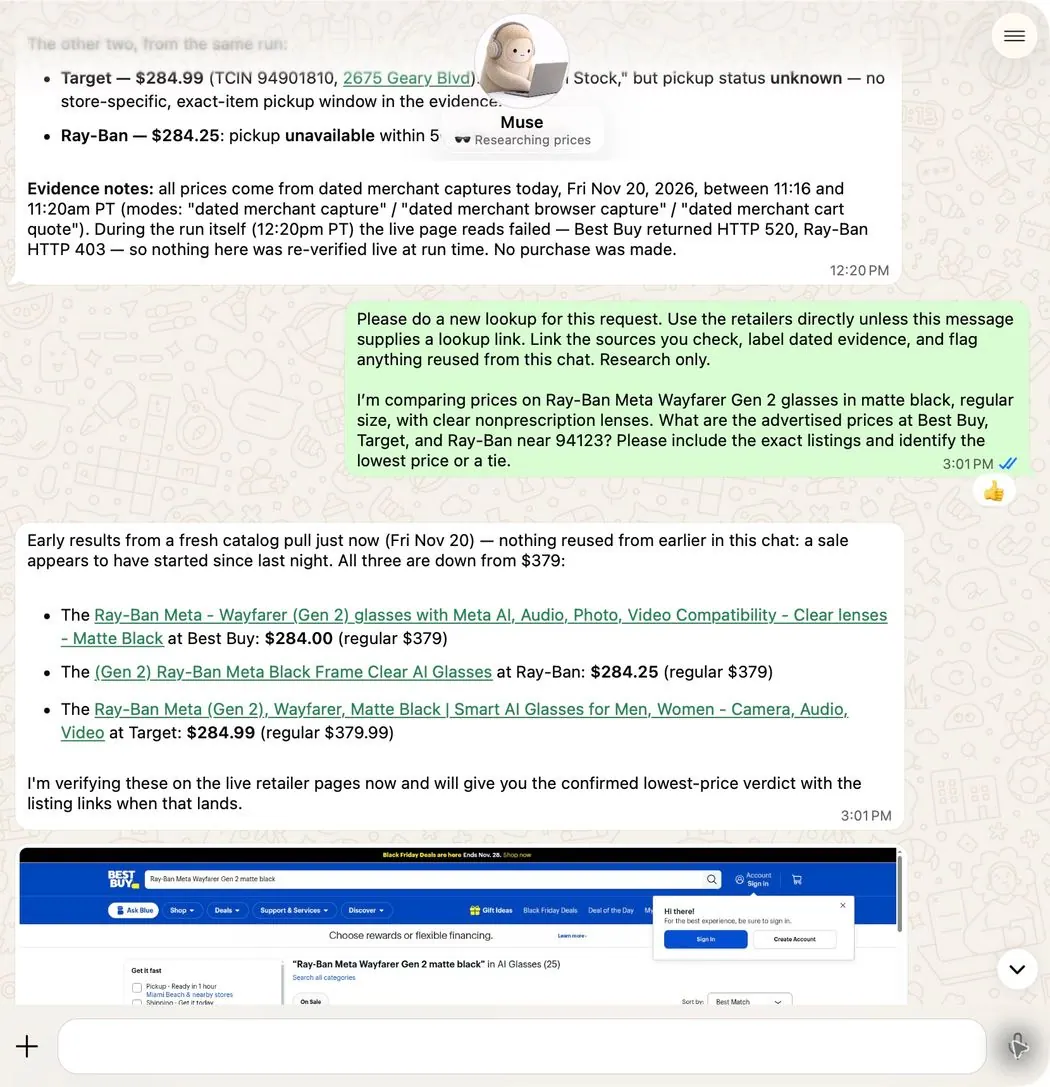 The other two, from the same run:
Muse
🕶️ Researching prices
• Target — $284.99 (TCIN 94901810, 2675 Geary Blvd). Stock," but pickup status unknown — no
store-specific, exact-item pickup window in the evidence.
• Ray-Ban — $284.25: pickup unavailable within 5
Evidence notes: all prices come from dated merchant captures today, Fri Nov 20, 2026, between 11:16 and
11:20am PT (modes: "dated merchant capture" / "dated merchant browser capture" / "dated merchant cart
quote"). During the run itself (12:20pm PT) the live page reads failed — Best Buy returned HTTP 520, Ray-Ban
HTTP 403 — so nothing here was re-verified live at run time. No purchase was made.
12:20 PM
Please do a new lookup for this request. Use the retailers directly unless this message
supplies a lookup link. Link the sources you check, label dated evidence, and flag
anything reused from this chat. Research only.
I’m comparing prices on Ray-Ban Meta Wayfarer Gen 2 glasses in matte black, regular
size, with clear nonprescription lenses. What are the advertised prices at Best Buy,
Target, and Ray-Ban near 94123? Please include the exact listings and identify the
lowest price or a tie.
3:01 PM
👍
Early results from a fresh catalog pull just now (Fri Nov 20) — nothing reused from earlier in this chat: a sale
appears to have started since last night. All three are down from $379:
• The Ray-Ban Meta - Wayfarer (Gen 2) glasses with Meta AI, Audio, Photo, Video Compatibility - Clear lenses
- Matte Black at Best Buy: $284.00 (regular $379)
• The (Gen 2) Ray-Ban Meta Black Frame Clear AI Glasses at Ray-Ban: $284.25 (regular $379)
• The Ray-Ban Meta (Gen 2), Wayfarer, Matte Black | Smart AI Glasses for Men, Women - Camera, Audio,
Video at Target: $284.99 (regular $379.99)
I'm verifying these on the live retailer pages now and will give you the confirmed lowest-price verdict with the
listing links when that lands.
3:01 PM
Black Friday Deals are here Ends Nov. 28. Shop now
BEST BUY
Ray-Ban Meta Wayfarer Gen 2 matte black
Account
Sign in
Ask Blue Shop Deals Support & Services Discover Gift Ideas Black Friday Deals Deal of the Day My
Hi there!
For the best experience, be sure to sign in.
Sign In Create Account
Choose rewards or flexible financing. Learn more
Get it fast
Pickup - Ready in 1 hour
Miami Beach & nearby stores
Shipping - Get it today
"Ray-Ban Meta Wayfarer Gen 2 matte black" in AI Glasses (25)
Search all categories
On Sale
Sort by: Best Match